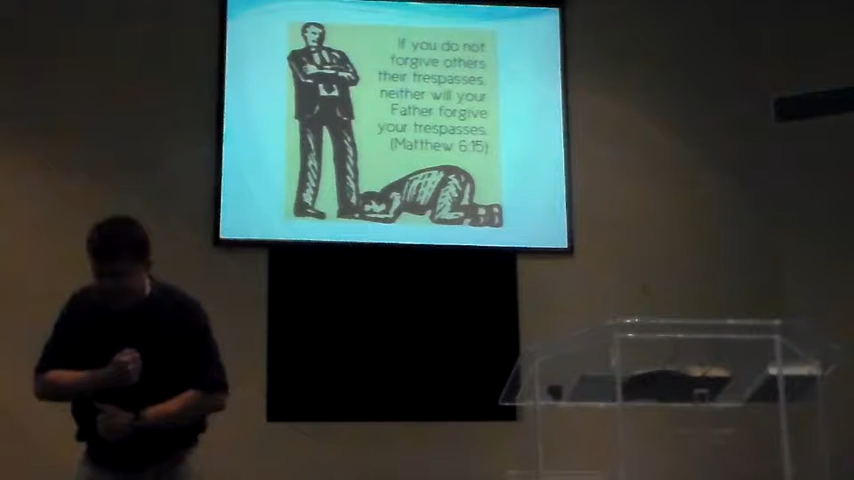 If you do not
forgive others
their trespasses,
neither will your
Father forgive
your trespasses.
(Matthew 6:15)